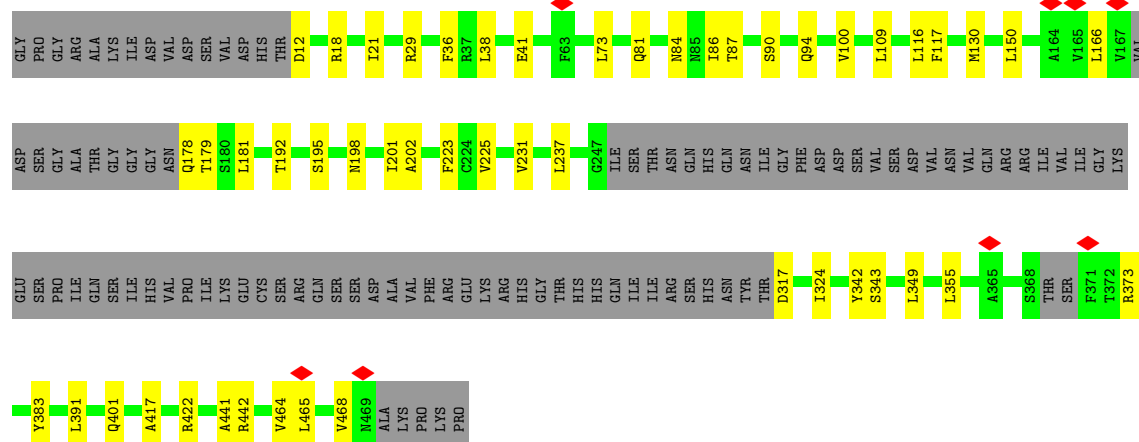 GLY PRO GLY ARG ALA LYS ILE ASP VAL ASP SER VAL ASP HIS THR D12 R18 I21 R29 F36 R37 L38 E41 F63 L73 Q81 N84 N85 I86 T87 S90 Q94 V100 L109 L116 F117 M130 L150 A164 V165 L166 V167 VAL
ASP SER GLY ALA THR GLY GLY GLY ASN Q178 T179 S180 L181 T192 S195 N198 I201 A202 F223 C224 V225 V231 L237 G247 ILE SER THR ASN GLN HIS GLN ASN ILE GLY PHE ASP ASP SER VAL SER ASP VAL ASN VAL GLN ARG ARG ILE VAL ILE GLY LYS
GLU SER PRO ILE GLN SER ILE HIS VAL PRO ILE LYS GLU CYS SER ARG GLN SER SER ASP ALA VAL PHE ARG GLU LYS ARG HIS GLY THR HIS HIS GLN ILE ILE ARG SER HIS ASN TYR THR D317 I324 Y342 S343 L349 L355 A365 S368 THR SER F371 T372 R373
Y383 L391 Q401 A417 R422 A441 R442 V464 L465 V468 N469 ALA LYS PRO LYS PRO